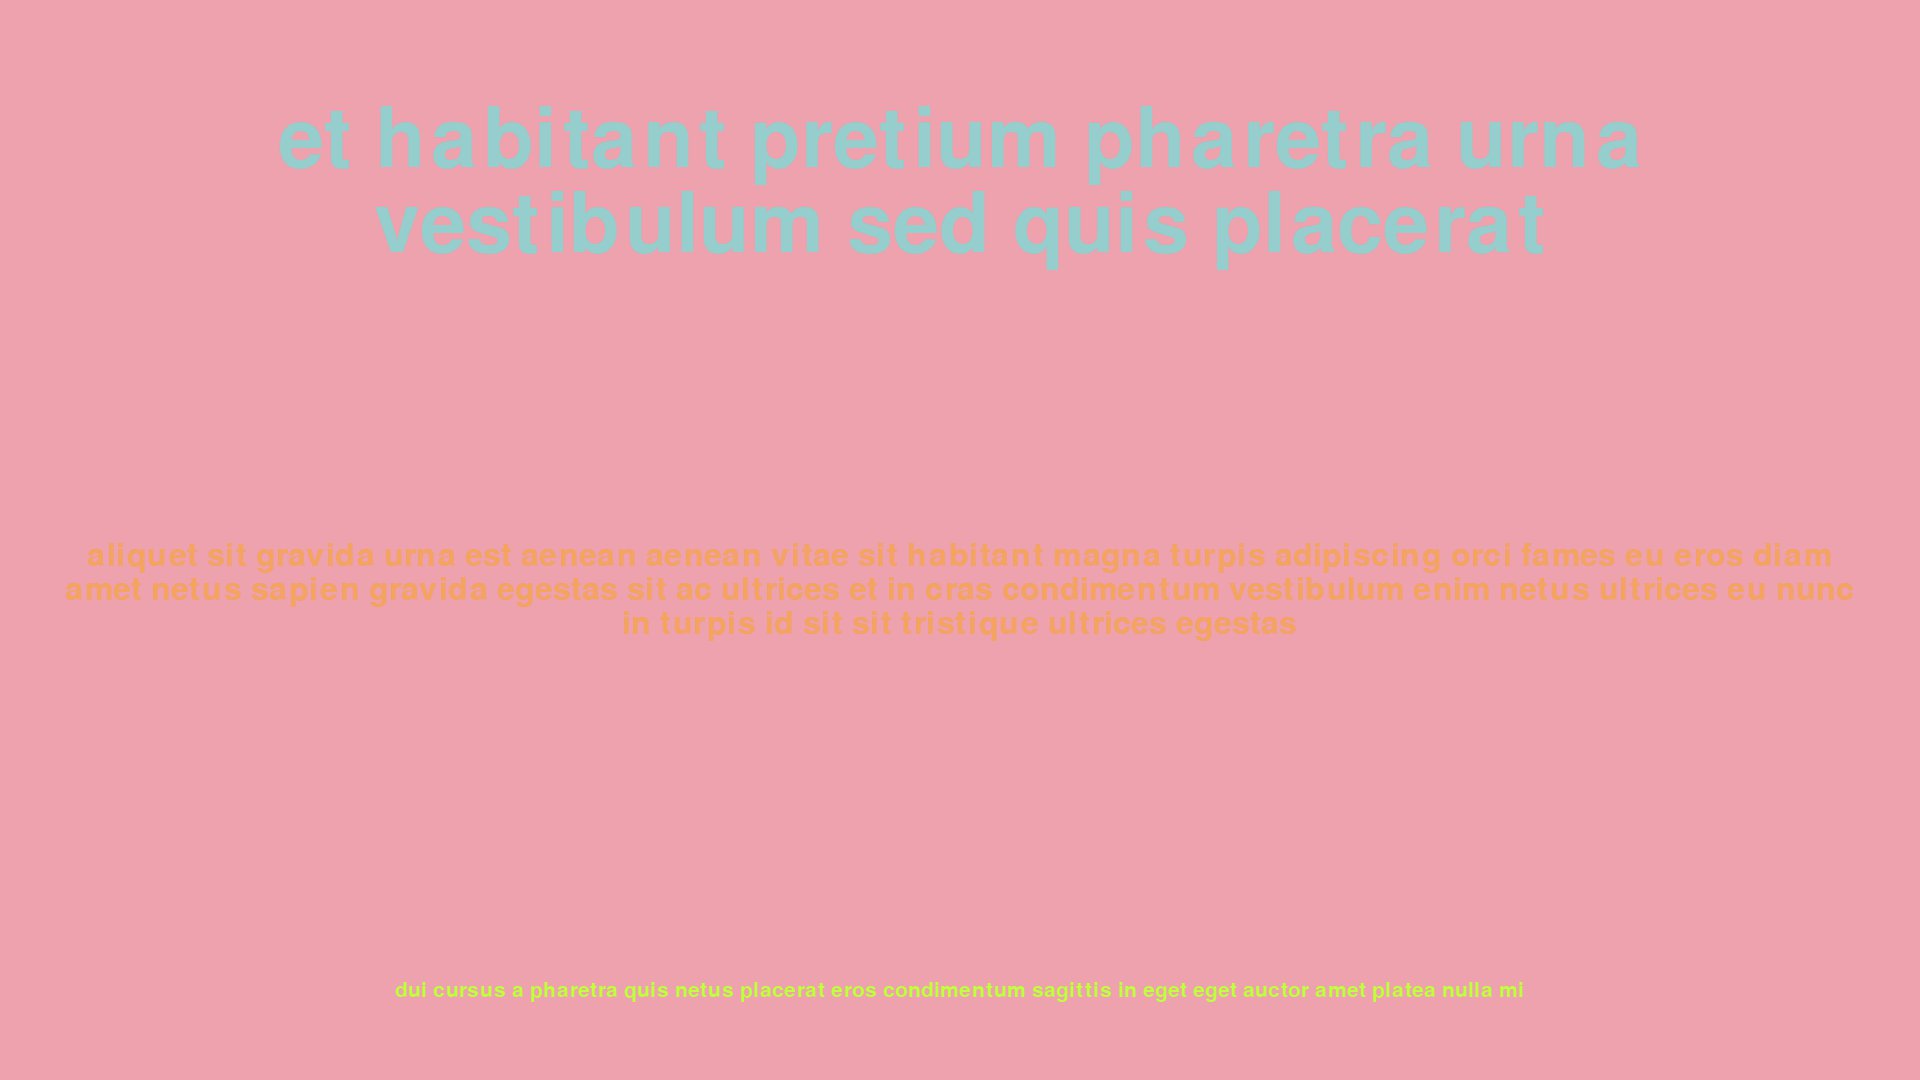 et habitant pretium pharetra urna
vestibulum sed quis placerat
aliquet sit gravida urna est aenean aenean vitae sit habitant magna turpis adipiscing orci fames eu eros diam
amet netus sapien gravida egestas sit ac ultrices et in cras condimentum vestibulum enim netus ultrices eu nunc
in turpis id sit sit tristique ultrices egestas
dui cursus a pharetra quis netus placerat eros condimentum sagittis in eget eget auctor amet platea nulla mi